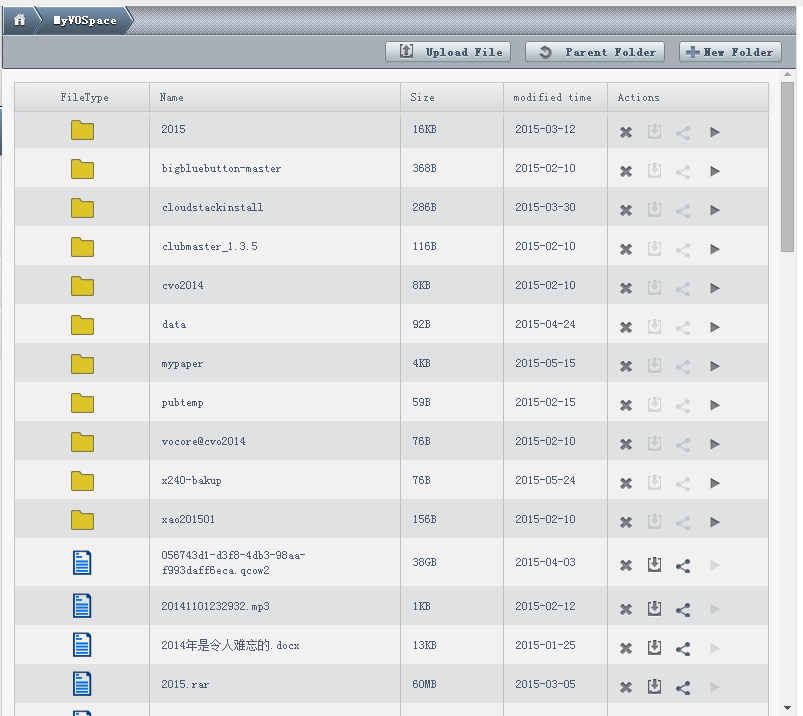 MyVOSpace
Upload File Parent Folder New Folder
FileType Name Size modified time Actions
2015 16KB 2015-03-12
bigbluebutton-master 368B 2015-02-10
cloudstackinstall 286B 2015-03-30
clubmaster_1.3.5 116B 2015-02-10
cvo2014 8KB 2015-02-10
data 92B 2015-04-24
mypaper 4KB 2015-05-15
pubtemp 59B 2015-02-15
vocore@cvo2014 76B 2015-02-10
x240-bakup 76B 2015-05-24
xao201501 156B 2015-02-10
056743d1-d3f8-4db3-98aa-
f993daff6eca.qcow2 38GB 2015-04-03
20141101232932.mp3 1KB 2015-02-12
2014年是令人难忘的.docx 13KB 2015-01-25
2015.rar 60MB 2015-03-05